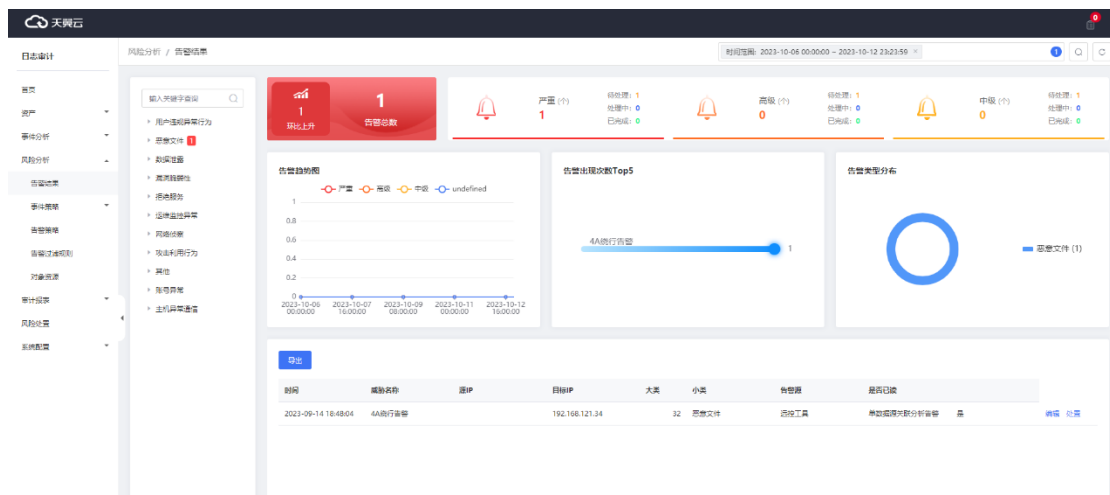 天翼云
0
日志审计
风险分析 / 告警结果
时间范围: 2023-10-06 00:00:00 ~ 2023-10-12 23:23:59 ×
1
首页
资产
事件分析
风险分析
告警结果
事件策略
告警策略
告警过滤规则
对象资源
审计报表
风险处置
系统配置
输入关键字查询
用户违规异常行为
恶意文件 1
数据泄露
漏洞脆弱性
拒绝服务
运维监控异常
网络侦察
攻击利用行为
其他
账号异常
主机异常通信
1
环比上升
1
告警总数
严重 (个)
1
待处理: 1
处理中: 0
已完成: 0
高级 (个)
0
待处理: 1
处理中: 0
已完成: 0
中级 (个)
0
待处理: 1
处理中: 0
已完成: 0
告警趋势图
严重 高级 中级 undefined
1
0.8
0.6
0.4
0.2
0
2023-10-06 2023-10-07 2023-10-09 2023-10-11 2023-10-12
00:00:00 16:00:00 08:00:00 00:00:00 16:00:00
告警出现次数Top5
4A绕行告警
1
告警类型分布
恶意文件 (1)
导出
时间 威胁名称 源IP 目标IP 大类 小类 告警源 是否已读
2023-09-14 18:48:04 4A绕行告警 192.168.121.34 32 恶意文件 远控工具 单数据源关联分析告警 是 编辑 处置